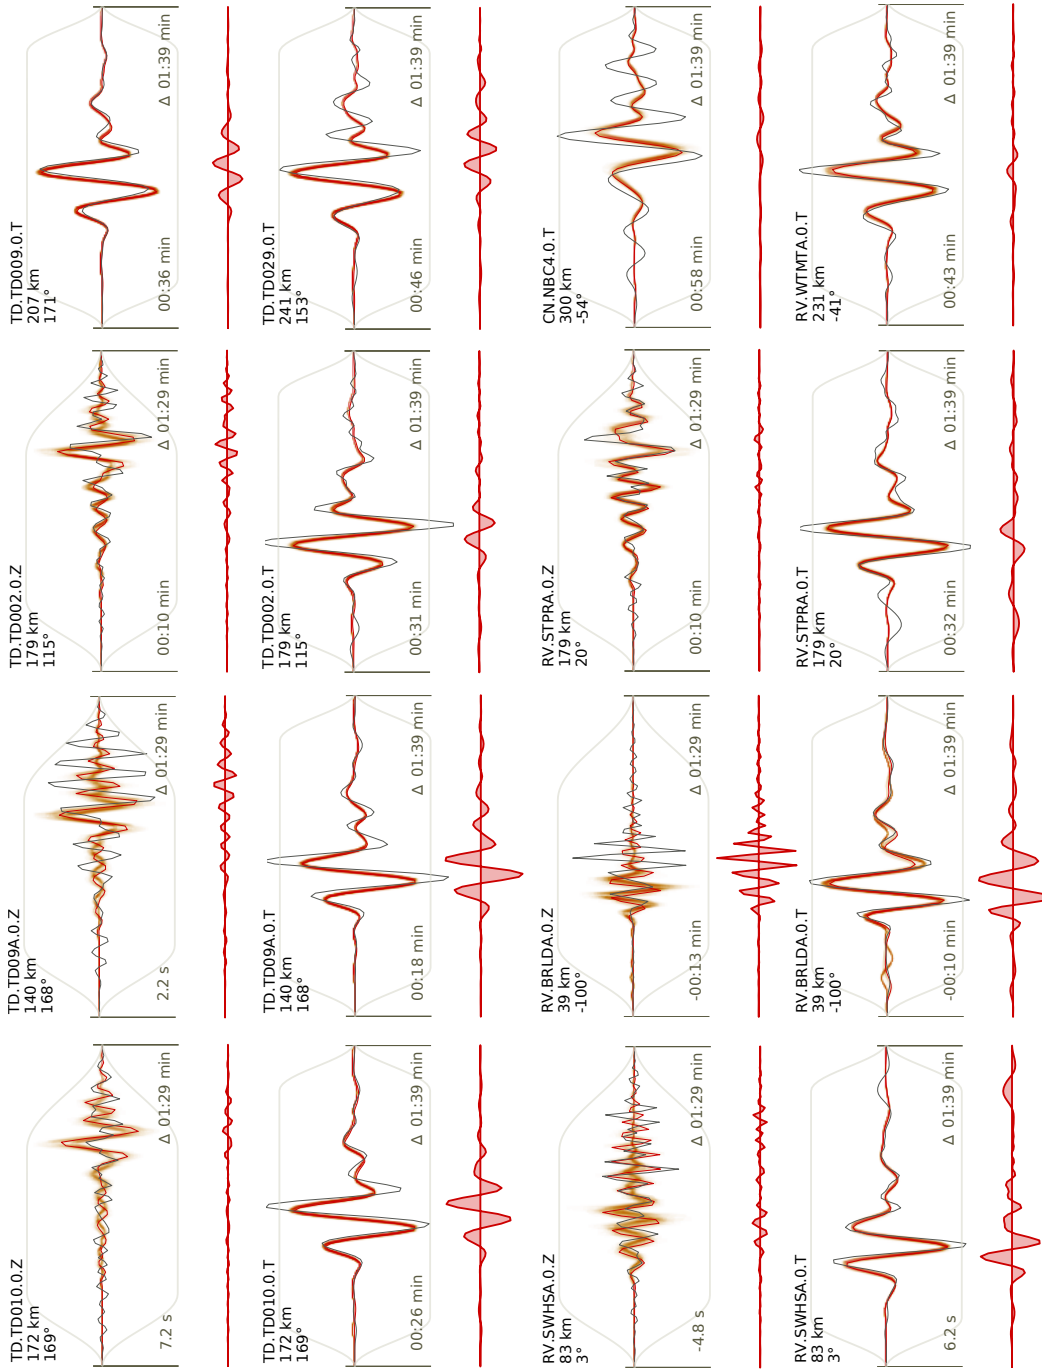 TD.TD010.0.Z
172 km
169°
7.2 s
Δ 01:29 min
TD.TD09A.0.Z
140 km
168°
2.2 s
Δ 01:29 min
TD.TD002.0.Z
179 km
115°
00:10 min
Δ 01:29 min
TD.TD009.0.T
207 km
171°
00:36 min
Δ 01:39 min
TD.TD010.0.T
172 km
169°
00:26 min
Δ 01:39 min
TD.TD09A.0.T
140 km
168°
00:18 min
Δ 01:39 min
TD.TD002.0.T
179 km
115°
00:31 min
Δ 01:39 min
TD.TD029.0.T
241 km
153°
00:46 min
Δ 01:39 min
RV.SWHSA.0.Z
83 km
3°
-4.8 s
Δ 01:29 min
RV.BRLDA.0.Z
39 km
-100°
-00:13 min
Δ 01:29 min
RV.STPRA.0.Z
179 km
20°
00:10 min
Δ 01:29 min
CN.NBC4.0.T
300 km
-54°
00:58 min
Δ 01:39 min
RV.SWHSA.0.T
83 km
3°
6.2 s
Δ 01:39 min
RV.BRLDA.0.T
39 km
-100°
-00:10 min
Δ 01:39 min
RV.STPRA.0.T
179 km
20°
00:32 min
Δ 01:39 min
RV.WTMTA.0.T
231 km
-41°
00:43 min
Δ 01:39 min